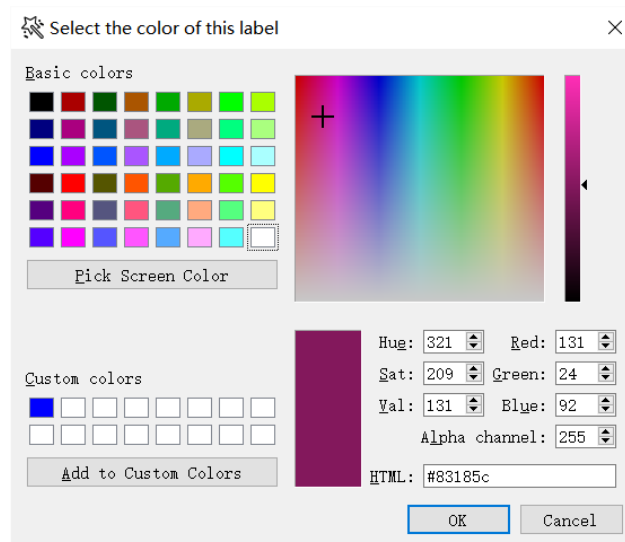 Select the color of this label
Basic colors
Pick Screen Color
Custom colors
Add to Custom Colors
Hue: 321 Red: 131
Sat: 209 Green: 24
Val: 131 Blue: 92
Alpha channel: 255
HTML: #83185c
OK Cancel